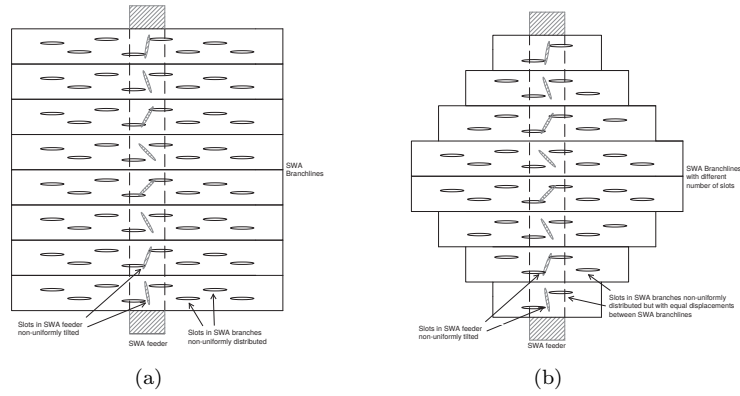 SWA
Branchlines
Slots in SWA feeder
non-uniformly tilted
Slots in SWA branches
non-uniformly distributed
SWA feeder
(a)
SWA Branchlines
with different
number of slots
Slots in SWA feeder
non-uniformly tilted
Slots in SWA branches non-uniformly
distributed but with equal displacements
between SWA branchlines
SWA feeder
(b)